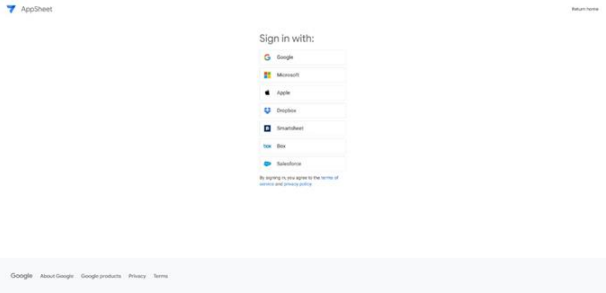 AppSheet
Return home
Sign in with:
Google
Microsoft
Apple
Dropbox
Smartsheet
box Box
Salesforce
By signing in, you agree to the terms of
service and privacy policy
Google About Google Google products Privacy Terms